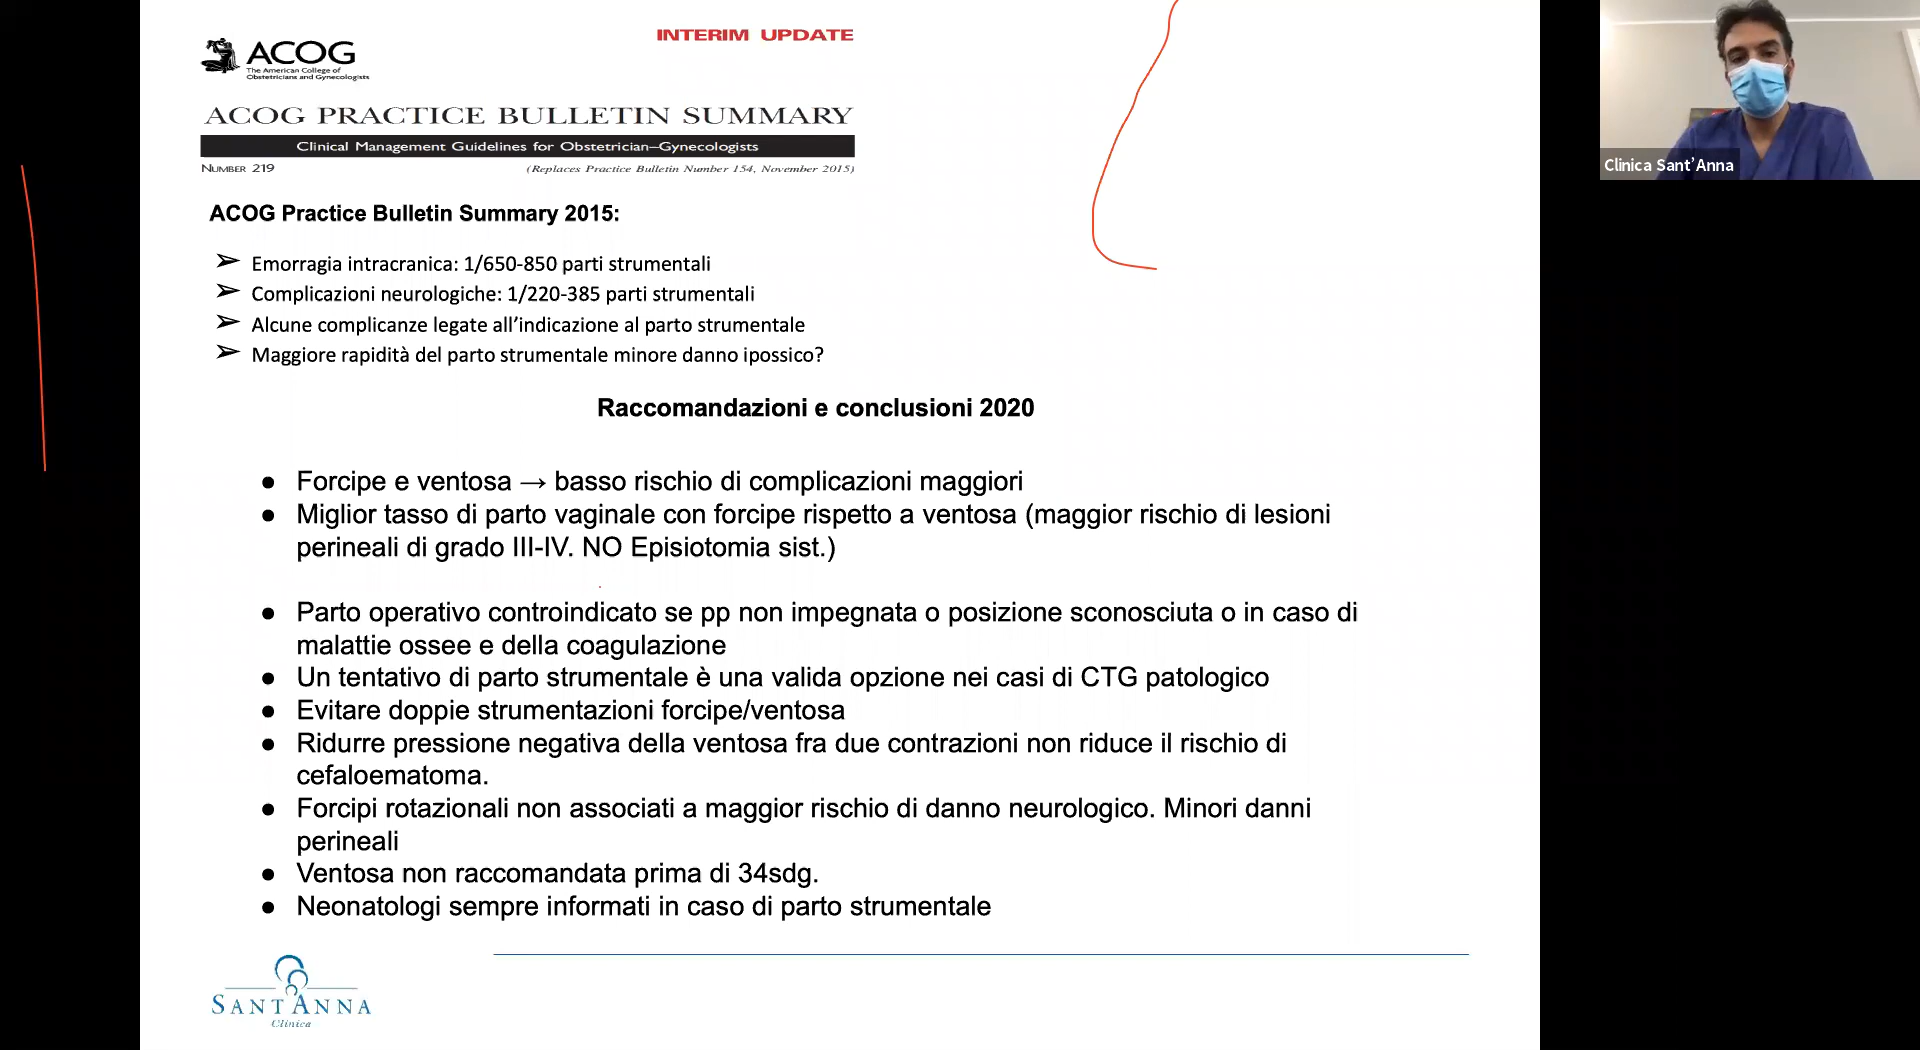 INTERIM UPDATE
ACOG
The American College of
Obstetricians and Gynecologists
ACOG PRACTICE BULLETIN SUMMARY
Clinical Management Guidelines for Obstetrician–Gynecologists
NUMBER 219
(Replaces Practice Bulletin Number 154, November 2015)
Clinica Sant'Anna
ACOG Practice Bulletin Summary 2015:
➢ Emorragia intracranica: 1/650-850 parti strumentali
➢ Complicazioni neurologiche: 1/220-385 parti strumentali
➢ Alcune complicanze legate all'indicazione al parto strumentale
➢ Maggiore rapidità del parto strumentale minore danno ipossico?
Raccomandazioni e conclusioni 2020
● Forcipe e ventosa → basso rischio di complicazioni maggiori
● Miglior tasso di parto vaginale con forcipe rispetto a ventosa (maggior rischio di lesioni
perineali di grado III-IV. NO Episiotomia sist.)
● Parto operativo controindicato se pp non impegnata o posizione sconosciuta o in caso di
malattie ossee e della coagulazione
● Un tentativo di parto strumentale è una valida opzione nei casi di CTG patologico
● Evitare doppie strumentazioni forcipe/ventosa
● Ridurre pressione negativa della ventosa fra due contrazioni non riduce il rischio di
cefaloematoma.
● Forcipi rotazionali non associati a maggior rischio di danno neurologico. Minori danni
perineali
● Ventosa non raccomandata prima di 34sdg.
● Neonatologi sempre informati in caso di parto strumentale
SANT'ANNA
Clinica